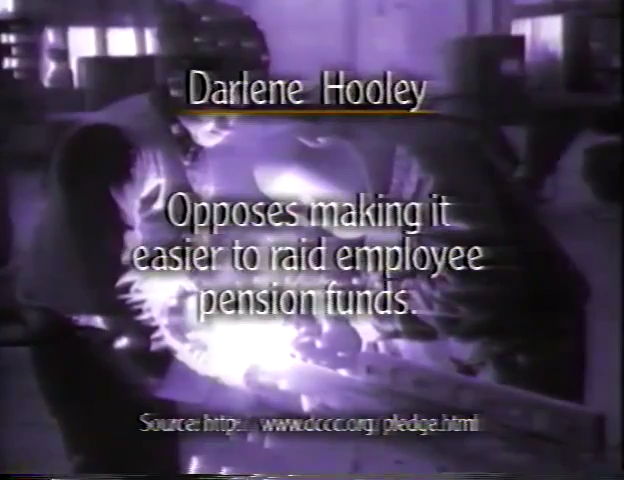 Darlene Hooley
Opposes making it
easier to raid employee
pension funds.
Source: http://www.dccc.org/pledge.html